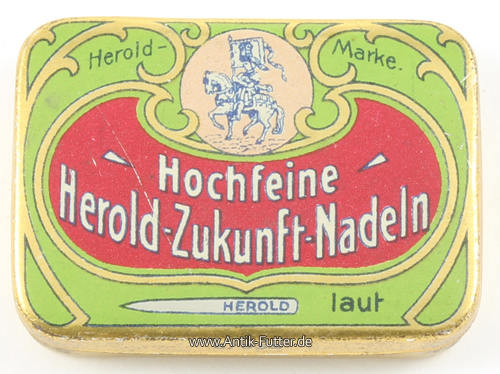 Herold- Marke.
Hochfeine
Herold-Zukunft-Nadeln
HEROLD laut
www.Antik-Futter.de